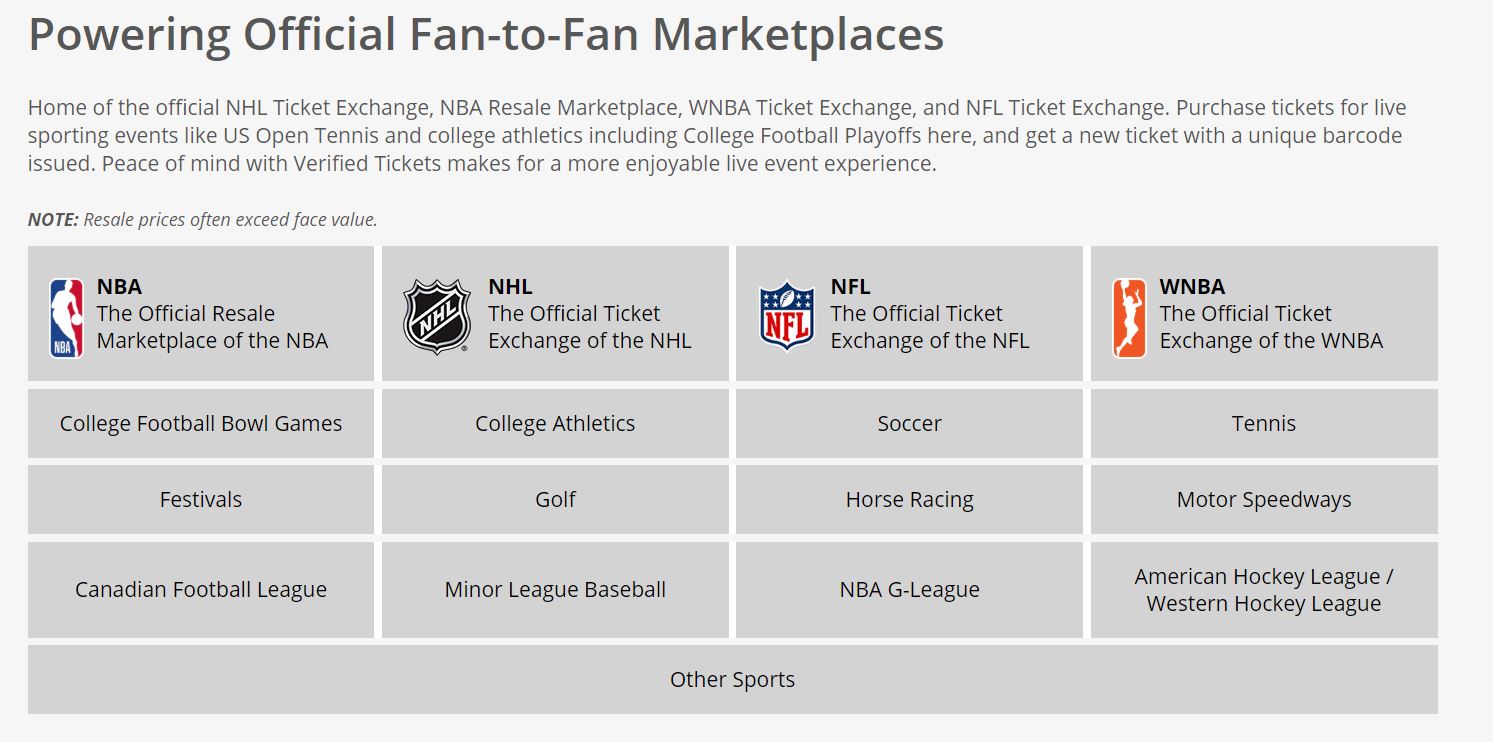 Powering Official Fan-to-Fan Marketplaces
Home of the official NHL Ticket Exchange, NBA Resale Marketplace, WNBA Ticket Exchange, and NFL Ticket Exchange. Purchase tickets for live
sporting events like US Open Tennis and college athletics including College Football Playoffs here, and get a new ticket with a unique barcode
issued. Peace of mind with Verified Tickets makes for a more enjoyable live event experience.
NOTE: Resale prices often exceed face value.
NBA
NBA
The Official Resale
Marketplace of the NBA
NHL
®
NHL
The Official Ticket
Exchange of the NHL
NFL
NFL
The Official Ticket
Exchange of the NFL
WNBA
The Official Ticket
Exchange of the WNBA
College Football Bowl Games
College Athletics
Soccer
Tennis
Festivals
Golf
Horse Racing
Motor Speedways
Canadian Football League
Minor League Baseball
NBA G-League
American Hockey League /
Western Hockey League
Other Sports